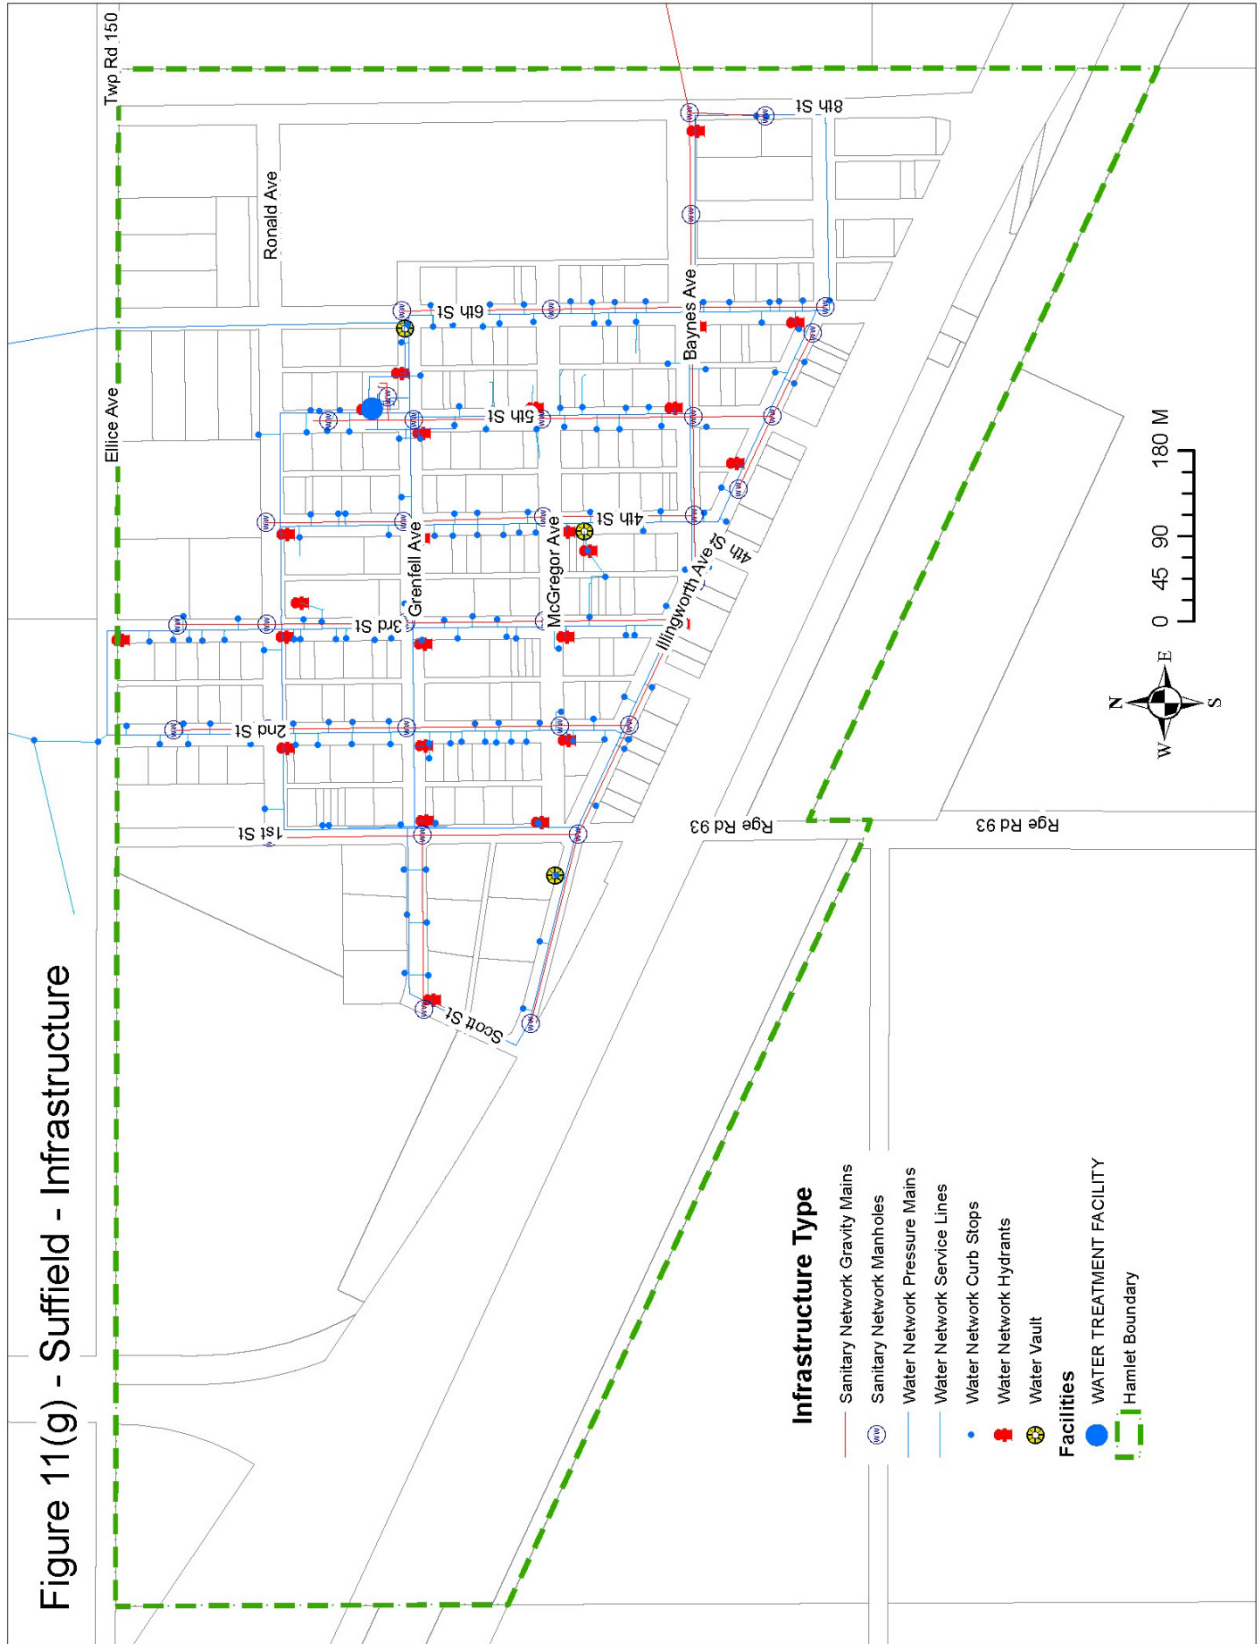 Figure 11(g) - Suffield - Infrastructure
Twp Rd 150
Ellice Ave
Ronald Ave
8th St
6th St
Baynes Ave
5th St
4th St
Grenfell Ave
McGregor Ave
4th St
Illingworth Ave
3rd St
2nd St
1st St
Scott St
Rge Rd 93
Rge Rd 93
Infrastructure Type
Sanitary Network Gravity Mains
WW Sanitary Network Manholes
Water Network Pressure Mains
Water Network Service Lines
Water Network Curb Stops
Water Network Hydrants
Water Vault
Facilities
WATER TREATMENT FACILITY
Hamlet Boundary
N
W E
S
0 45 90 180 M